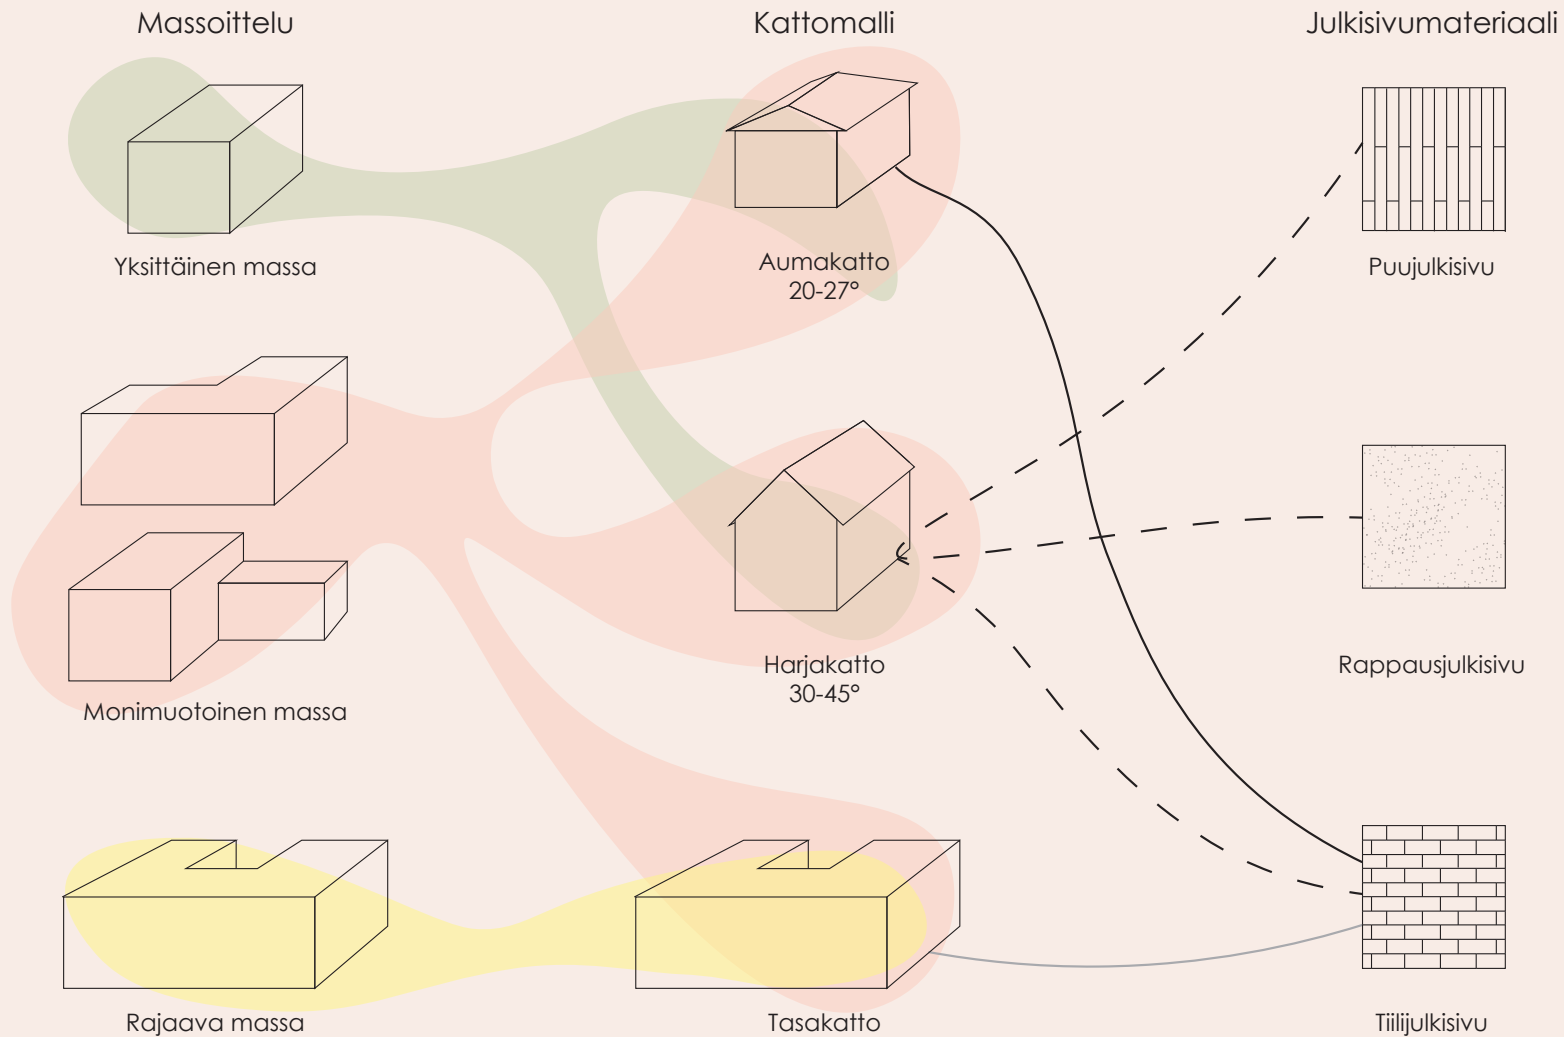 Massoittelu
Kattomalli
Julkisivumateriaali
Yksittäinen massa
Aumakatto
20-27°
Puujulkisivu
Monimuotoinen massa
Harjakatto
30-45°
Rappausjulkisivu
Rajaava massa
Tasakatto
Tiilijulkisivu